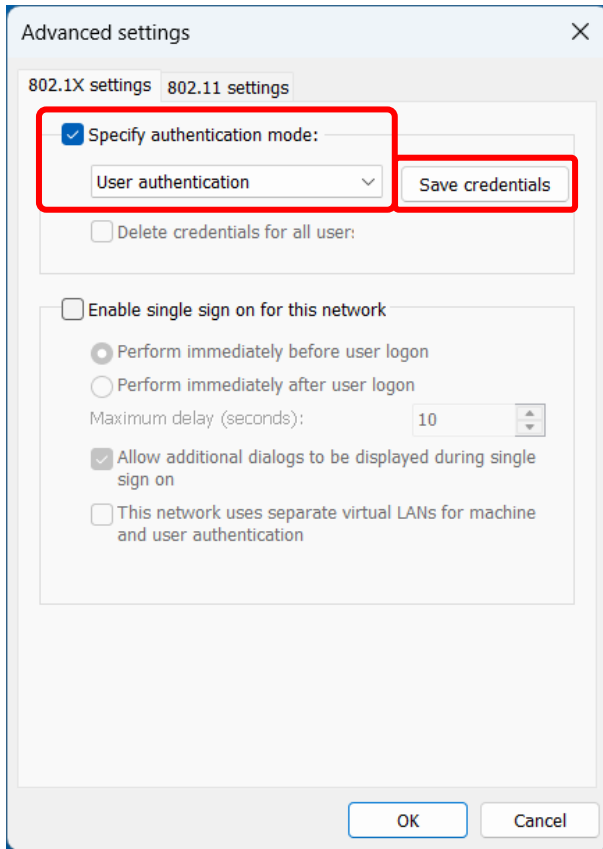 Advanced settings
802.1X settings 802.11 settings
Specify authentication mode:
User authentication Save credentials
Delete credentials for all users
Enable single sign on for this network
Perform immediately before user logon
Perform immediately after user logon
Maximum delay (seconds): 10
Allow additional dialogs to be displayed during single
sign on
This network uses separate virtual LANs for machine
and user authentication
OK Cancel